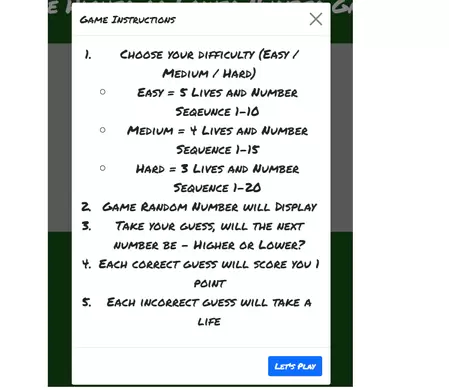 Game Instructions
1. Choose your difficulty (Easy /
Medium / Hard)
Easy = 5 Lives and Number
Seqeunce 1-10
Medium = 4 Lives and Number
Sequence 1-15
Hard = 3 Lives and Number
Sequence 1-20
2. Game Random Number will Display
3. Take your guess, will the next
number be - Higher or Lower?
4. Each correct guess will score you 1
point
5. Each incorrect guess will take a
life
Let's Play